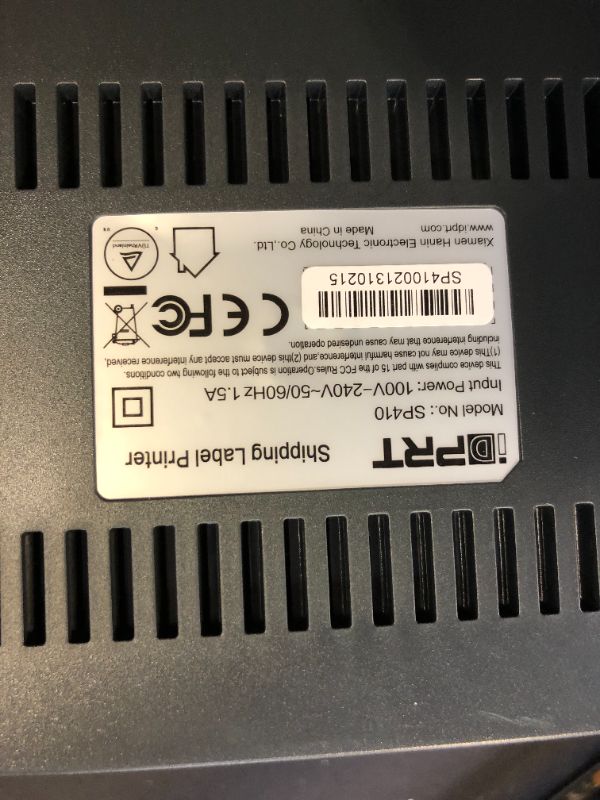 iDPRT Shipping Label Printer
Model No.: SP410
Input Power: 100V-240V~50/60Hz 1.5A
This device complies with part 15 of the FCC Rules.Operation is subject to the following two conditions.
(1)This device may not cause harmful interference,and(2)this device must accept any interference received,
including interference that may cause undesired operation.
SP410021310215
CE FC
Xiamen Hanin Electronic Technology Co.,Ltd.
www.idprt.com Made in China
TÜVRheinland